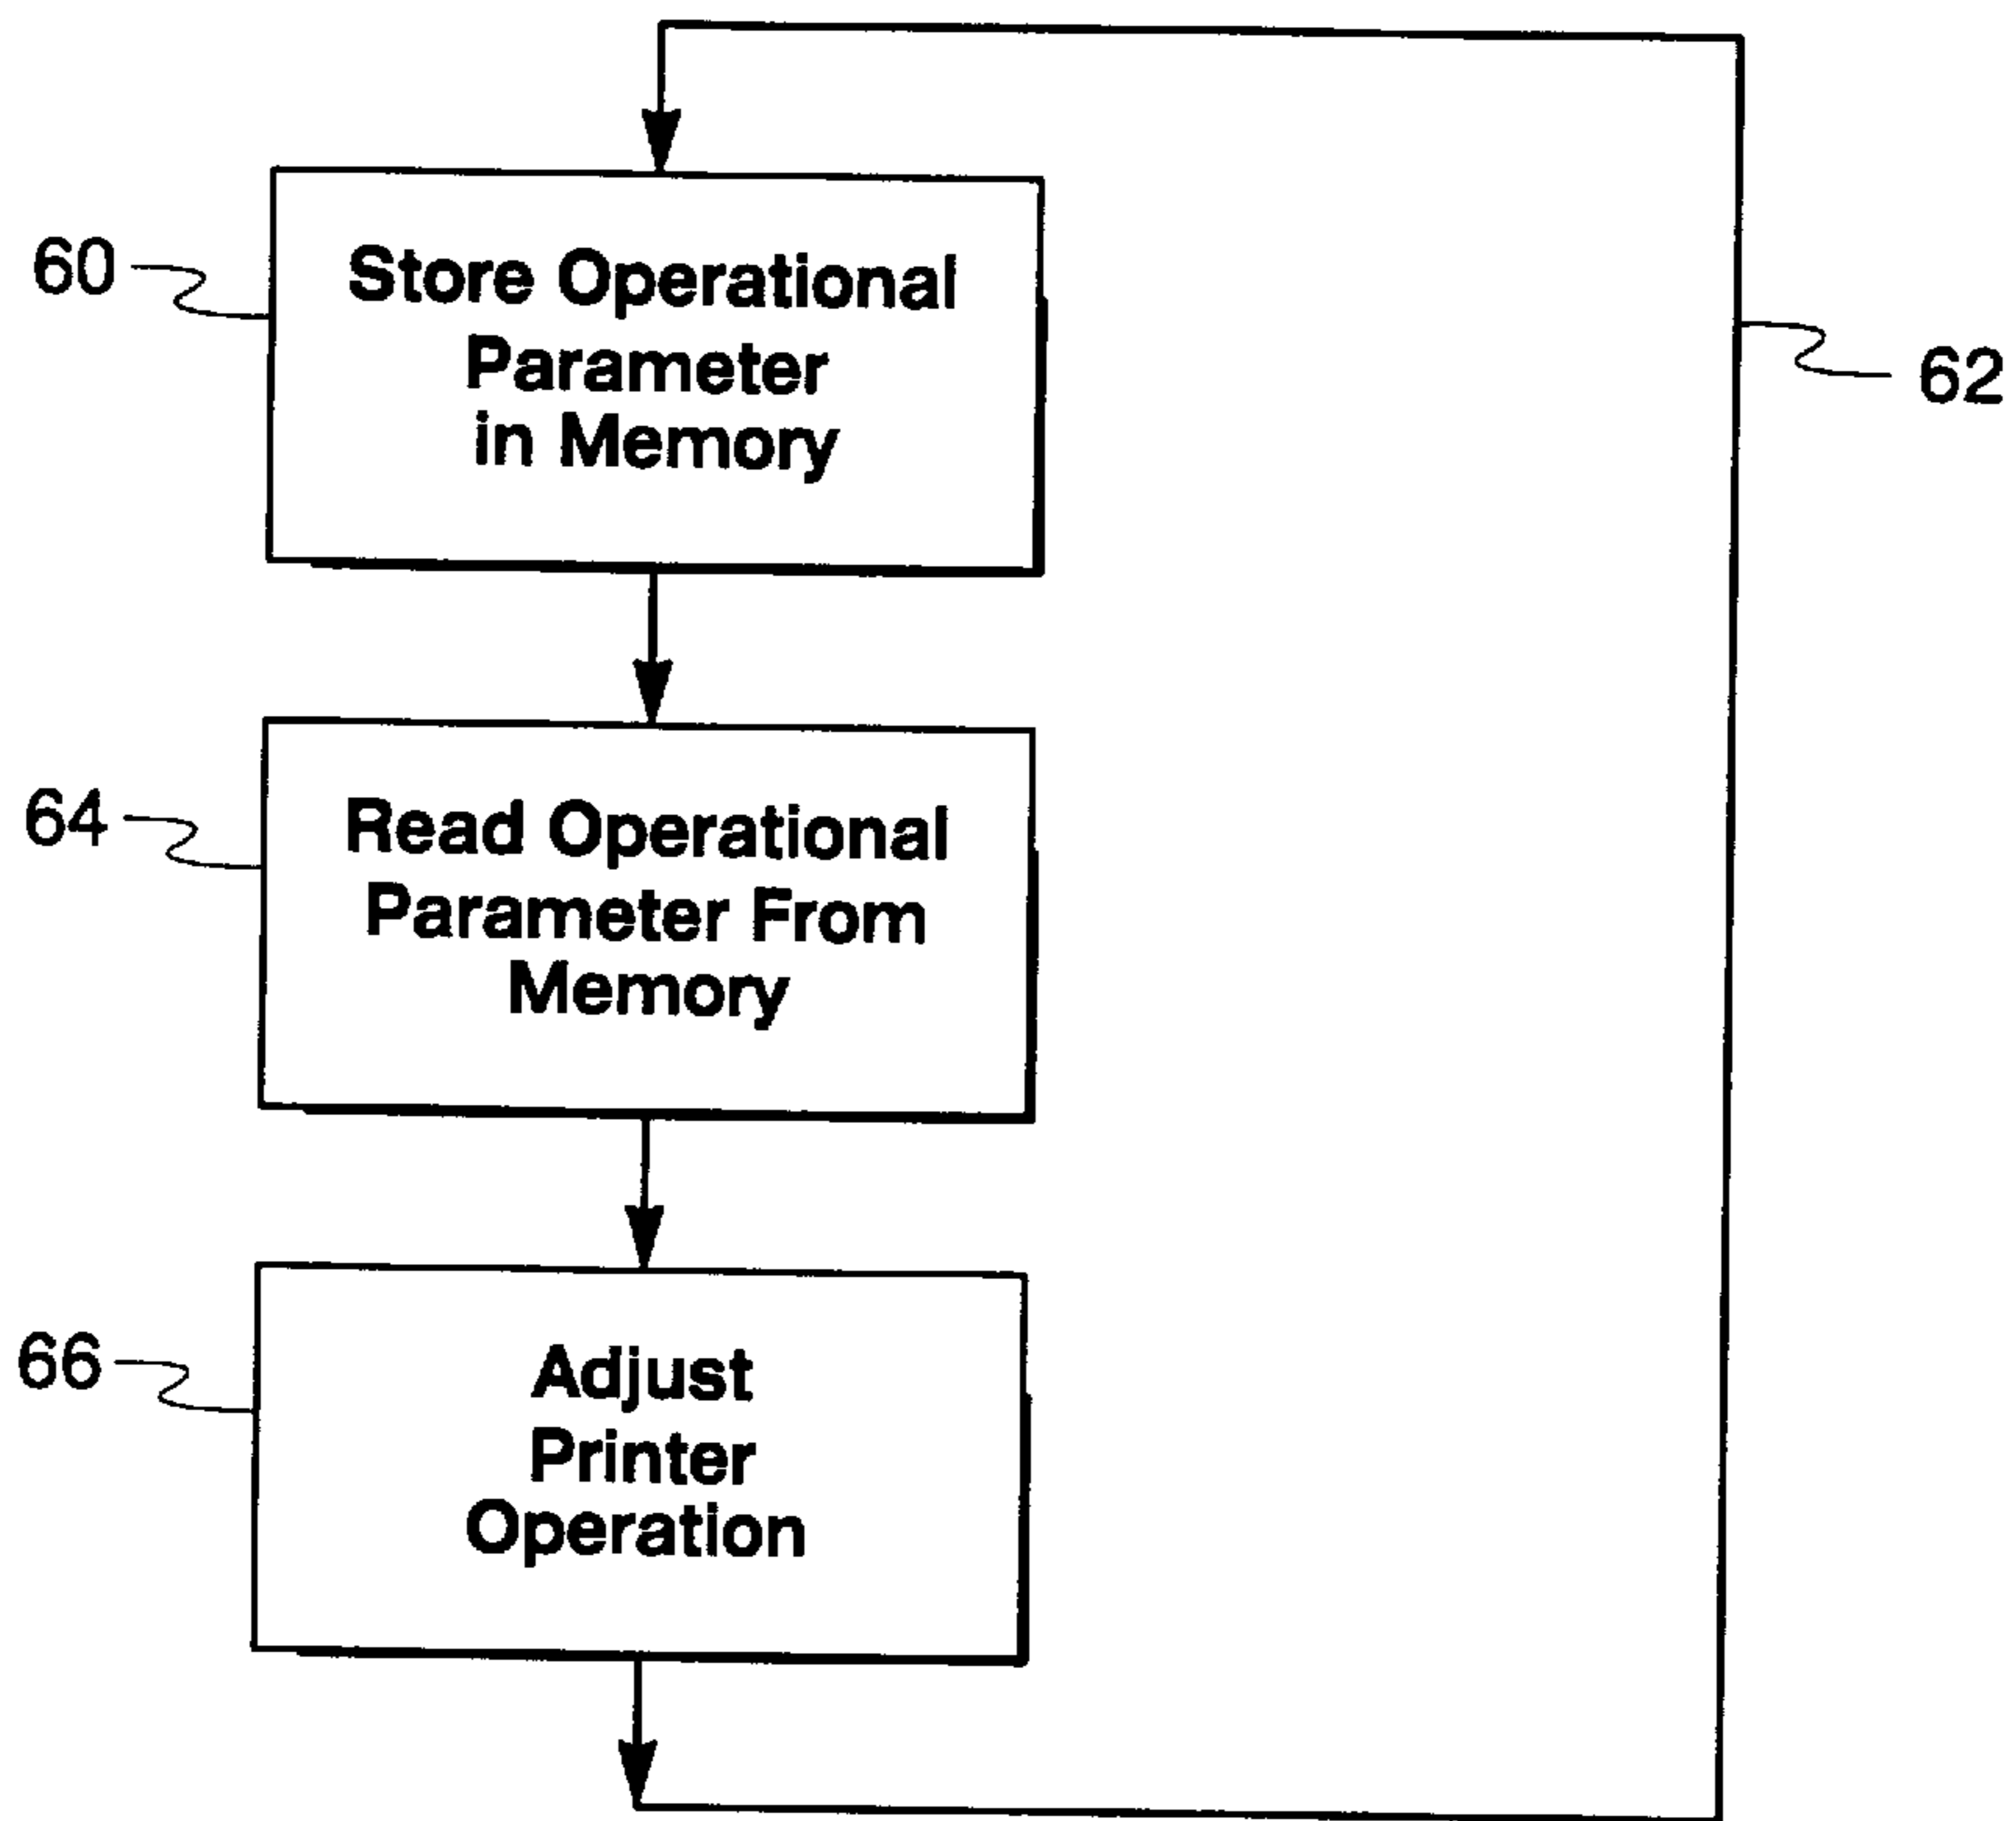 60
Store Operational
Parameter
in Memory
62
64
Read Operational
Parameter From
Memory
66
Adjust
Printer
Operation